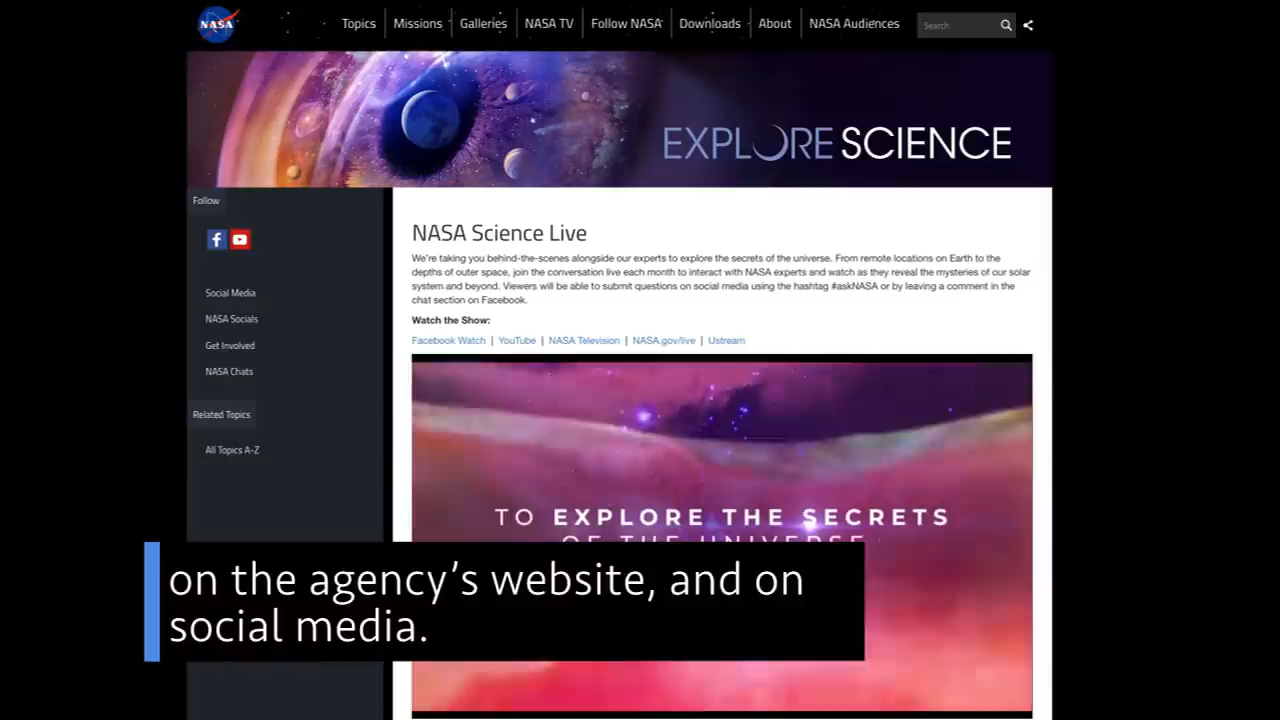 NASA
Topics
Missions
Galleries
NASA TV
Follow NASA
Downloads
About
NASA Audiences
Search
EXPLORE SCIENCE
Follow
Social Media
NASA Socials
Get Involved
NASA Chats
Related Topics
All Topics A-Z
NASA Science Live
We're taking you behind-the-scenes alongside our experts to explore the secrets of the universe. From remote locations on Earth to the
depths of outer space, join the conversation live each month to interact with NASA experts and watch as they reveal the mysteries of our solar
system and beyond. Viewers will be able to submit questions on social media using the hashtag #askNASA or by leaving a comment in the
chat section on Facebook.
Watch the Show:
Facebook Watch | YouTube | NASA Television | NASA.gov/live | Ustream
TO EXPLORE THE SECRETS
OF THE UNIVERSE
on the agency's website, and on
social media.